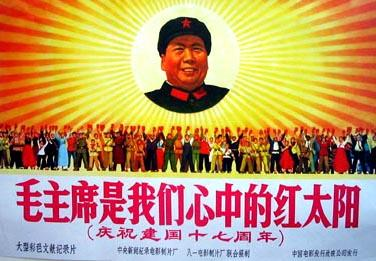 毛主席是我们心中的红太阳
(庆祝建国十七周年)
大型彩色文献纪录片
中央新闻纪录电影制片厂 八一电影制片厂联合摄制
中国电影发行放映公司发行